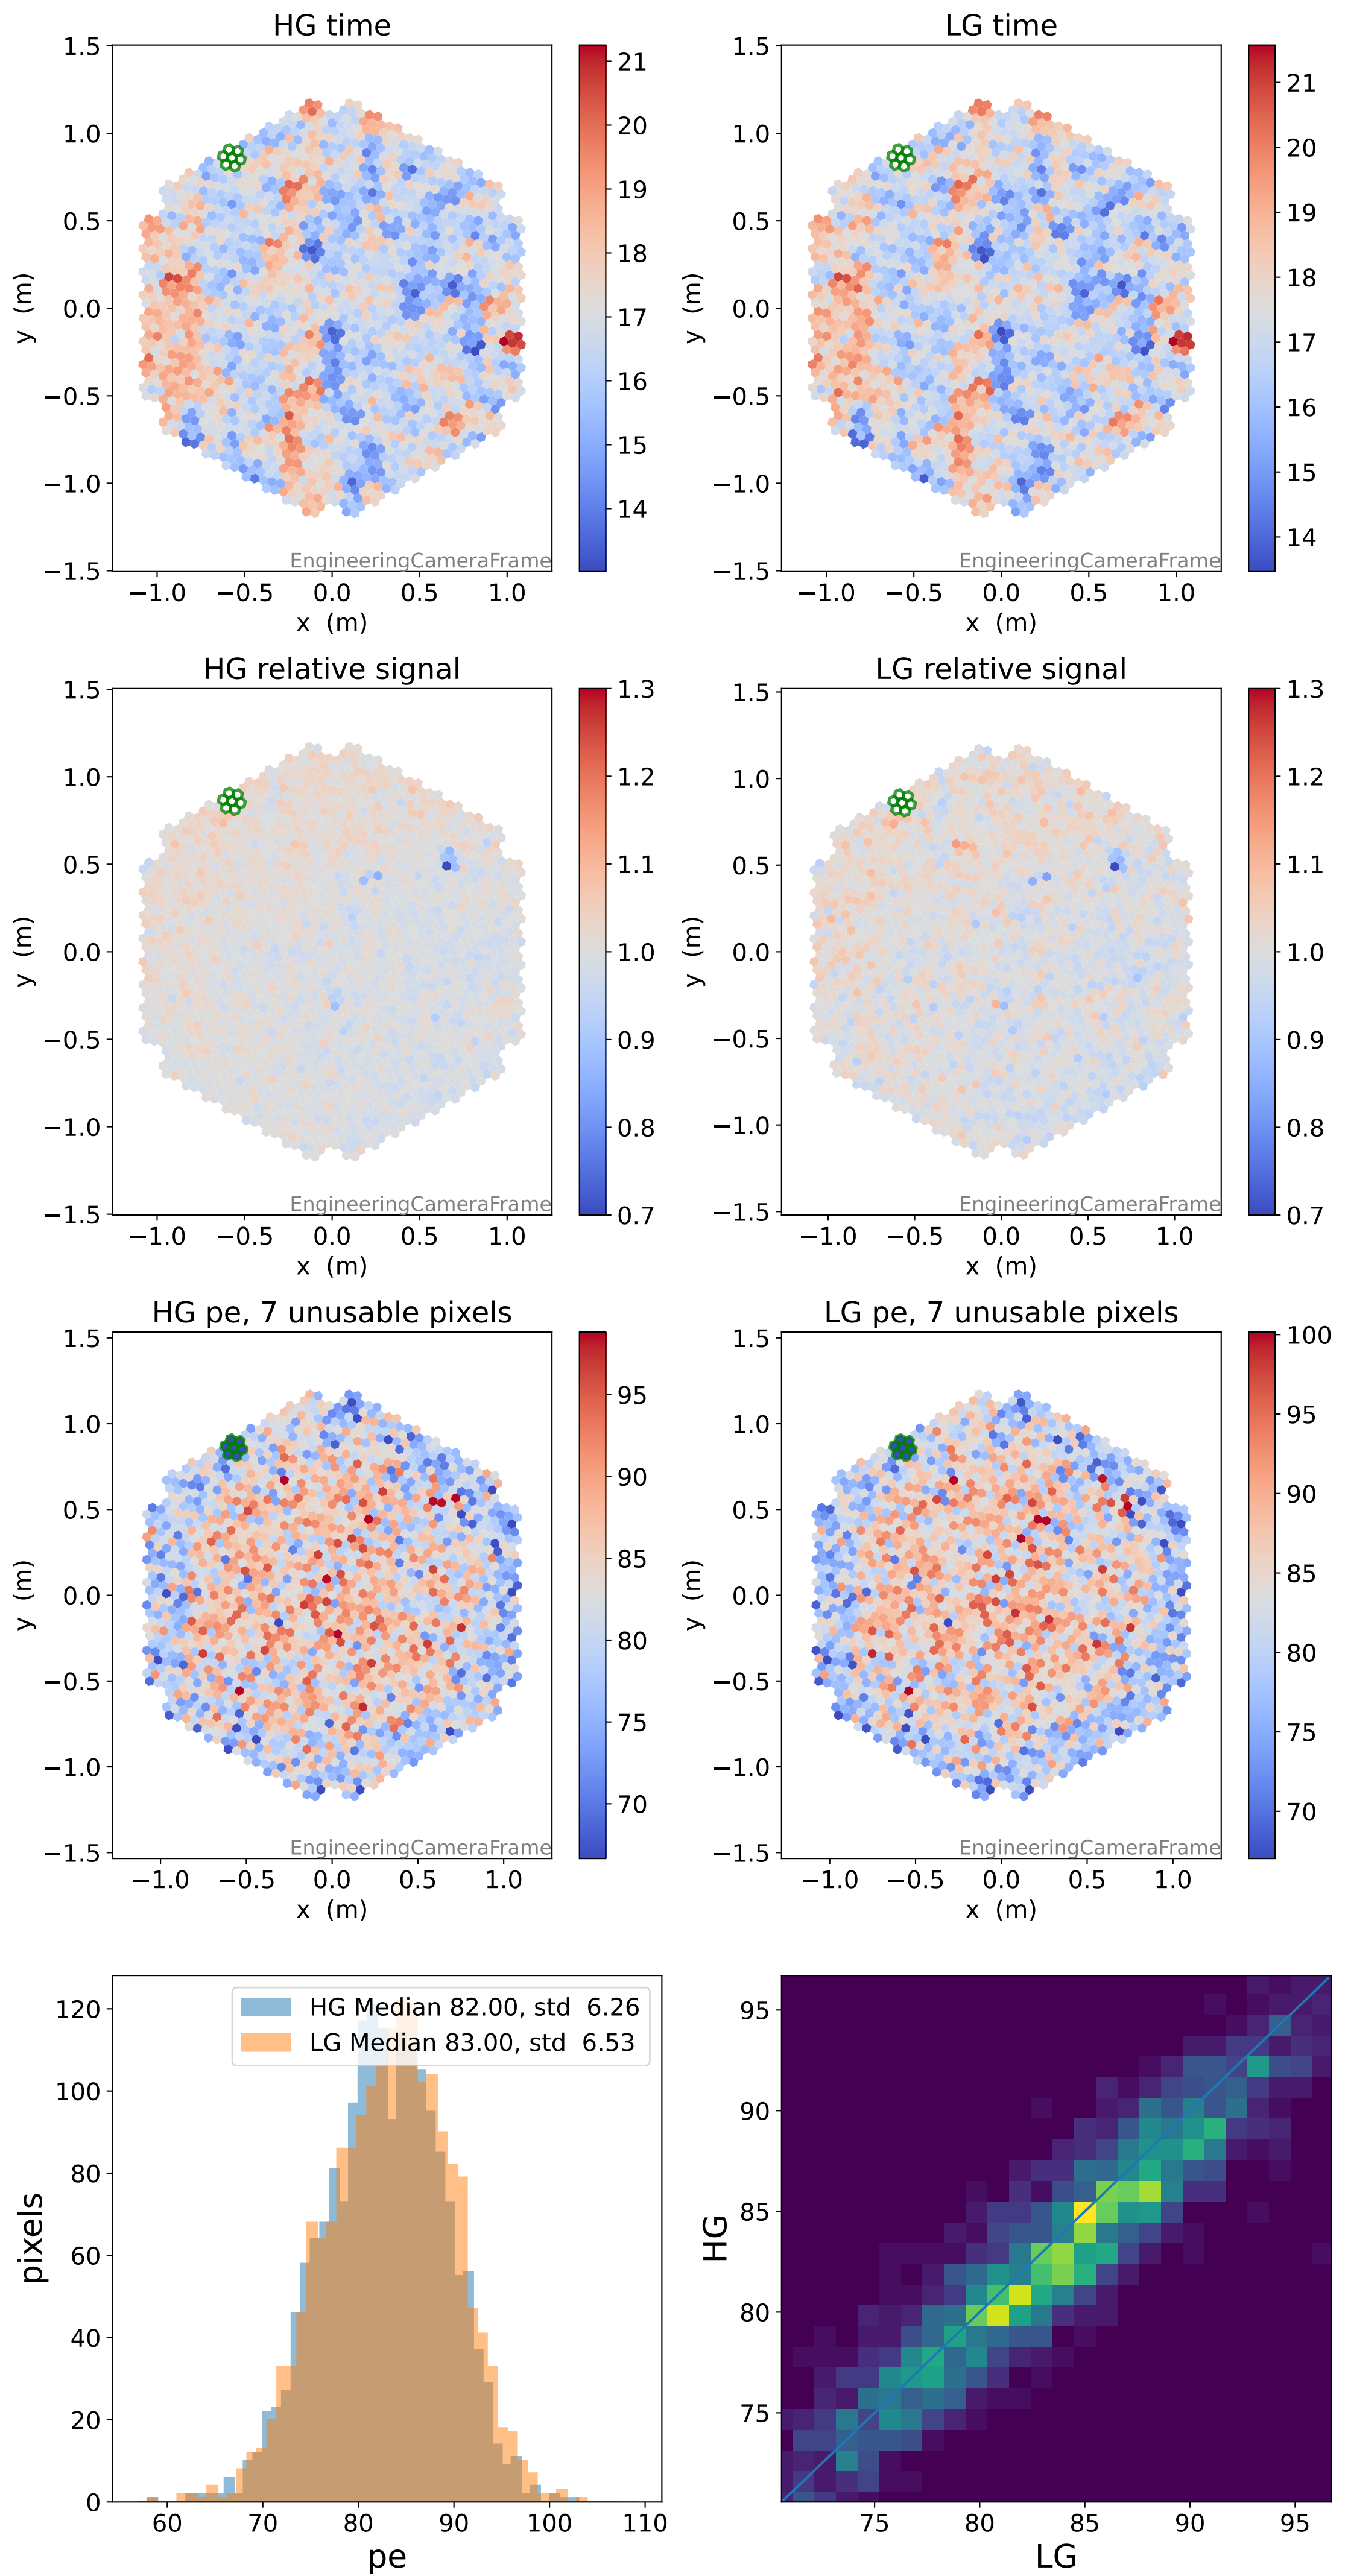 HG time
1.5
1.0
0.5
0.0
−0.5
−1.0
−1.5
y (m)
−1.0 −0.5 0.0 0.5 1.0
x (m)
EngineeringCameraFrame
21
20
19
18
17
16
15
14
LG time
1.5
1.0
0.5
0.0
−0.5
−1.0
−1.5
y (m)
−1.0 −0.5 0.0 0.5 1.0
x (m)
EngineeringCameraFrame
21
20
19
18
17
16
15
14
HG relative signal
1.5
1.0
0.5
0.0
−0.5
−1.0
−1.5
y (m)
−1.0 −0.5 0.0 0.5 1.0
x (m)
EngineeringCameraFrame
1.3
1.2
1.1
1.0
0.9
0.8
0.7
LG relative signal
1.5
1.0
0.5
0.0
−0.5
−1.0
−1.5
y (m)
−1.0 −0.5 0.0 0.5 1.0
x (m)
EngineeringCameraFrame
1.3
1.2
1.1
1.0
0.9
0.8
0.7
HG pe, 7 unusable pixels
1.5
1.0
0.5
0.0
−0.5
−1.0
−1.5
y (m)
−1.0 −0.5 0.0 0.5 1.0
x (m)
EngineeringCameraFrame
95
90
85
80
75
70
LG pe, 7 unusable pixels
1.5
1.0
0.5
0.0
−0.5
−1.0
−1.5
y (m)
−1.0 −0.5 0.0 0.5 1.0
x (m)
EngineeringCameraFrame
100
95
90
85
80
75
70
HG Median 82.00, std 6.26
LG Median 83.00, std 6.53
120
100
80
60
40
20
0
pixels
60 70 80 90 100 110
pe
95
90
85
80
75
HG
75 80 85 90 95
LG